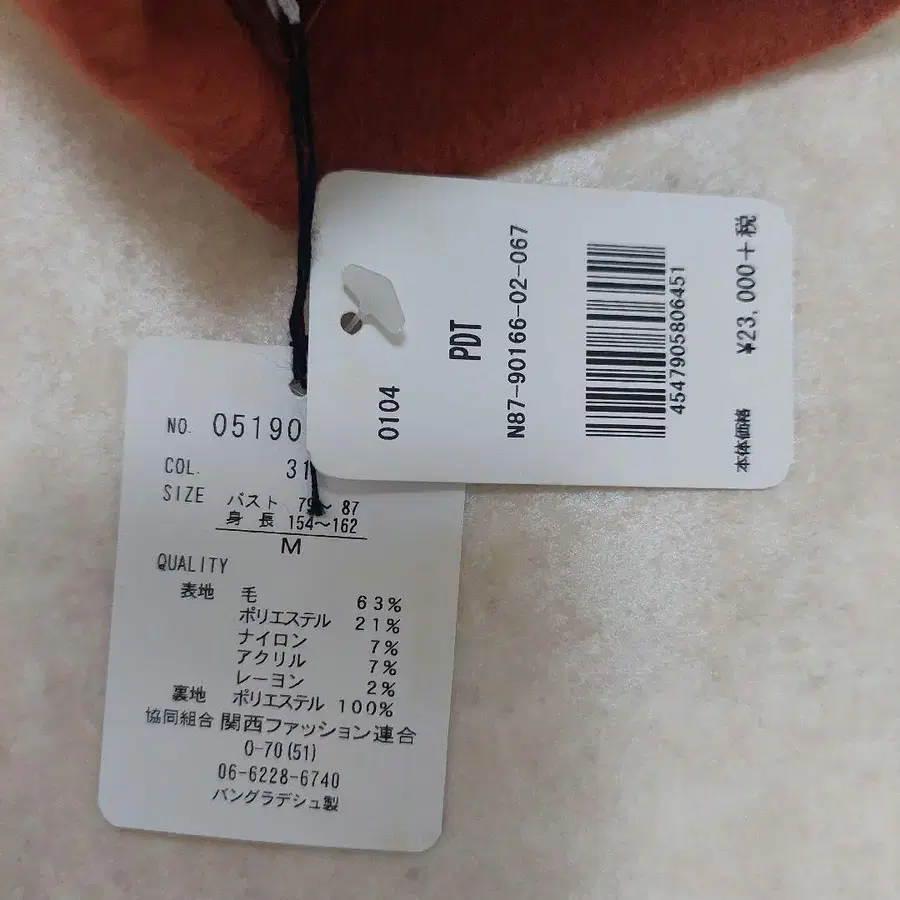 0104
PDT
N87-90166-02-067
4547905806451
本体価格 ¥23,000+税
NO. 05190
COL. 31
SIZE バスト 79~ 87
身 長 154~162
M
QUALITY
表地 毛 63%
ポリエステル 21%
ナイロン 7%
アクリル 7%
レーヨン 2%
裏地 ポリエステル 100%
協同組合 関西ファッション連合
0-70(51)
06-6228-6740
バングラデシュ製